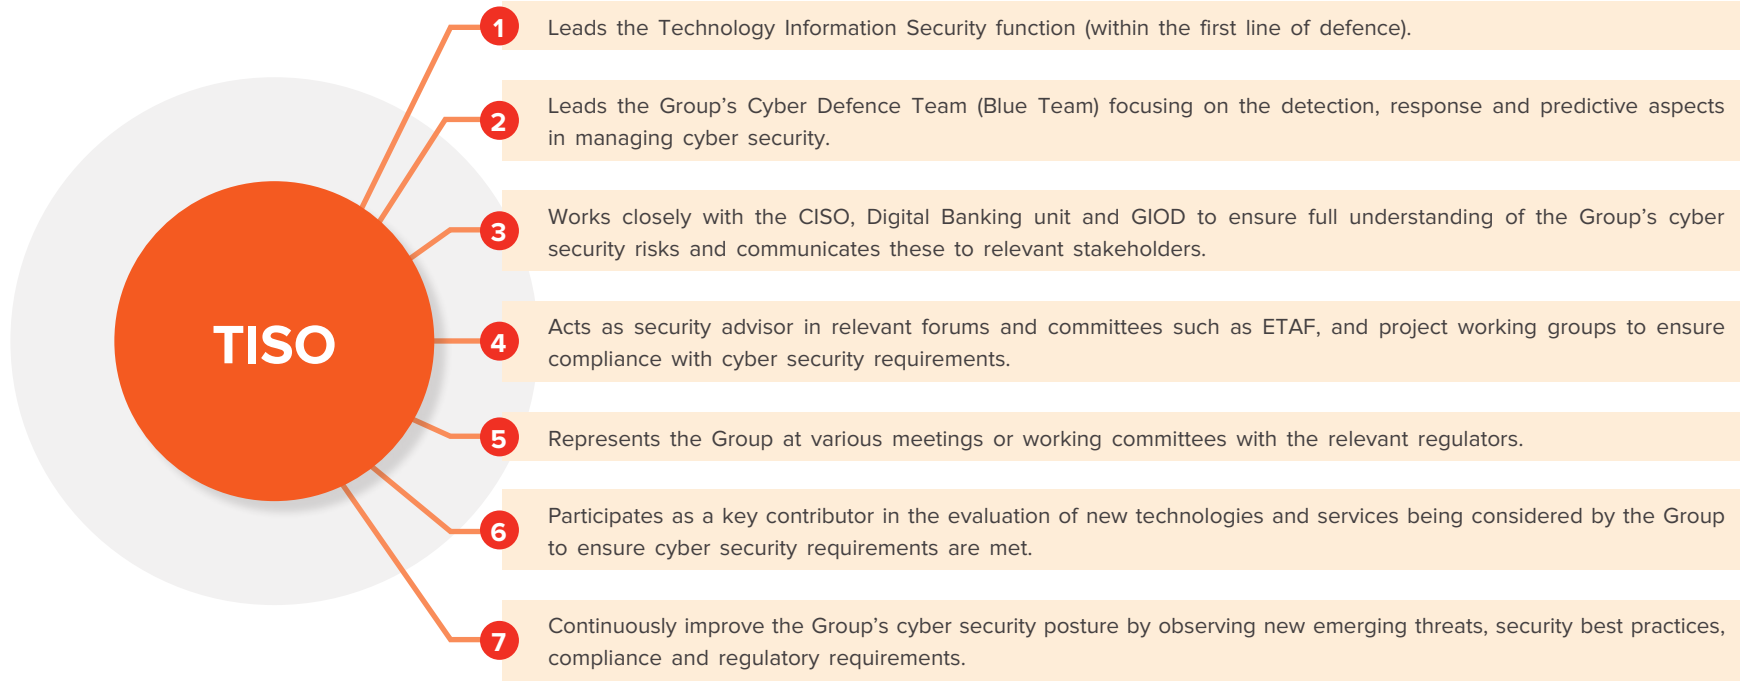 TISO
1
Leads the Technology Information Security function (within the first line of defence).
2
Leads the Group's Cyber Defence Team (Blue Team) focusing on the detection, response and predictive aspects
in managing cyber security.
3
Works closely with the CISO, Digital Banking unit and GIOD to ensure full understanding of the Group's cyber
security risks and communicates these to relevant stakeholders.
4
Acts as security advisor in relevant forums and committees such as ETAF, and project working groups to ensure
compliance with cyber security requirements.
5
Represents the Group at various meetings or working committees with the relevant regulators.
6
Participates as a key contributor in the evaluation of new technologies and services being considered by the Group
to ensure cyber security requirements are met.
7
Continuously improve the Group's cyber security posture by observing new emerging threats, security best practices,
compliance and regulatory requirements.